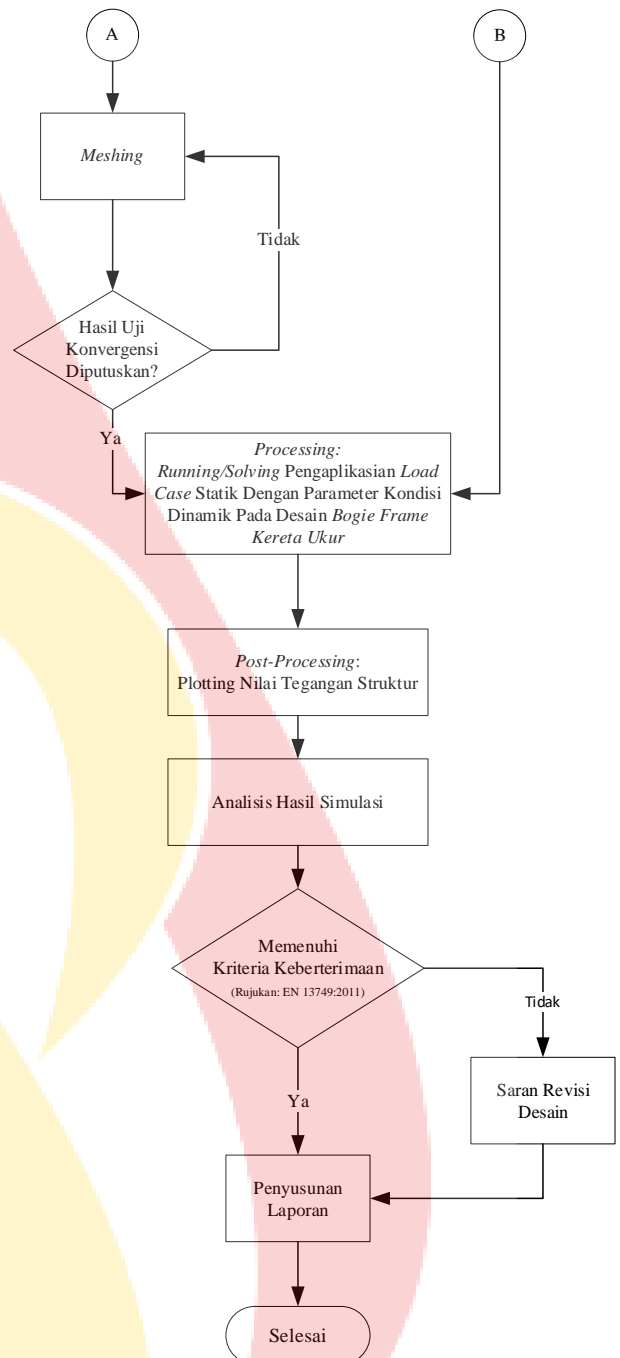 A
B
Meshing
Tidak
Hasil Uji
Konvergensi
Diputuskan?
Ya
Processing:
Running/Solving Pengaplikasian Load
Case Statik Dengan Parameter Kondisi
Dinamik Pada Desain Bogie Frame
Kereta Ukur
Post-Processing:
Plotting Nilai Tegangan Struktur
Analisis Hasil Simulasi
Memenuhi
Kriteria Keberterimaan
(Rujukan: EN 13749:2011)
Tidak
Saran Revisi
Desain
Ya
Penyusunan
Laporan
Selesai